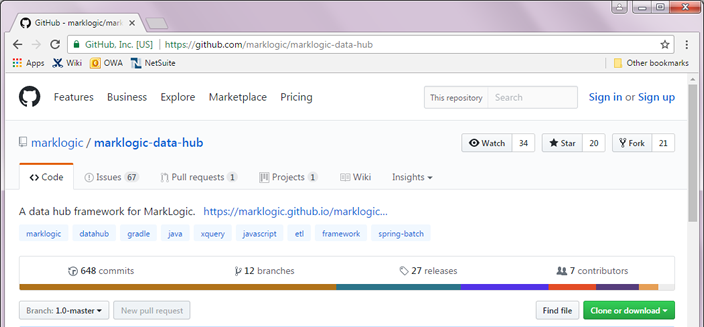 GitHub - marklogic/mark
GitHub, Inc. [US] https://github.com/marklogic/marklogic-data-hub
Apps Wiki OWA NetSuite Other bookmarks
Features Business Explore Marketplace Pricing This repository Search Sign in or Sign up
marklogic / marklogic-data-hub Watch 34 Star 20 Fork 21
Code Issues 67 Pull requests 1 Projects 1 Wiki Insights
A data hub framework for MarkLogic. https://marklogic.github.io/marklogic...
marklogic datahub gradle java xquery javascript etl framework spring-batch
648 commits 12 branches 27 releases 7 contributors
Branch: 1.0-master New pull request Find file Clone or download